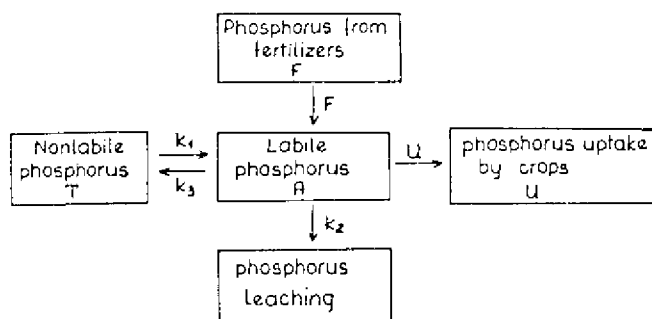 Phosphorus from
fertilizers
F
F
Nonlabile
phosphorus
T
k₁
k₃
Labile
phosphorus
A
U
phosphorus uptake
by crops
U
k₂
phosphorus
leaching